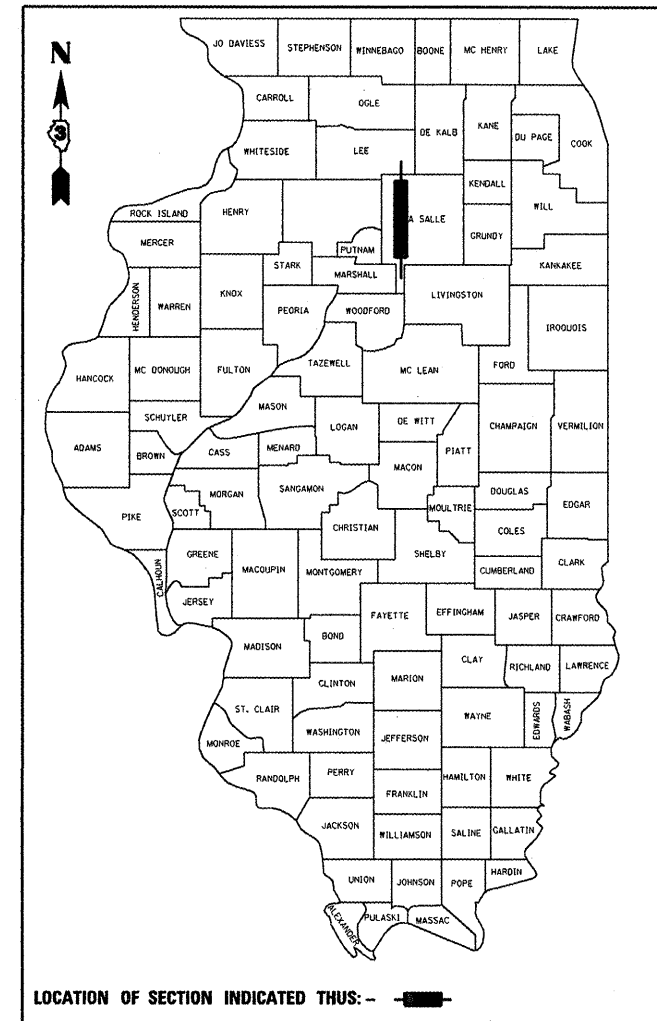 JO DAVIESS STEPHENSON WINNEBAGO BOONE MC HENRY LAKE
N
CARROLL OGLE
3
DE KALB KANE DU PAGE COOK
WHITESIDE LEE
KENDALL
ROCK ISLAND HENRY A SALLE WILL
MERCER PUTNAM GRUNDY
STARK MARSHALL KANKAKEE
HENDERSON WARREN KNOX PEORIA WOODFORD LIVINGSTON
IROQUOIS
HANCOCK MC DONOUGH FULTON TAZEWELL MC LEAN FORD
MASON
SCHUYLER LOGAN DE WITT CHAMPAIGN VERMILION
ADAMS BROWN CASS MENARD PIATT
MACON
MORGAN SANGAMON DOUGLAS EDGAR
PIKE SCOTT CHRISTIAN MOULTRIE
COLES
GREENE MACOUPIN MONTGOMERY SHELBY CLARK
CALHOUN CUMBERLAND
JERSEY FAYETTE EFFINGHAM JASPER CRAWFORD
MADISON BOND
CLAY RICHLAND LAWRENCE
CLINTON MARION
ST. CLAIR WAYNE EDWARDS WABASH
WASHINGTON JEFFERSON
MONROE
RANDOLPH PERRY HAMILTON WHITE
FRANKLIN
JACKSON WILLIAMSON SALINE GALLATIN
HARDIN
UNION JOHNSON POPE
ALEXANDER PULASKI MASSAC
LOCATION OF SECTION INDICATED THUS: -